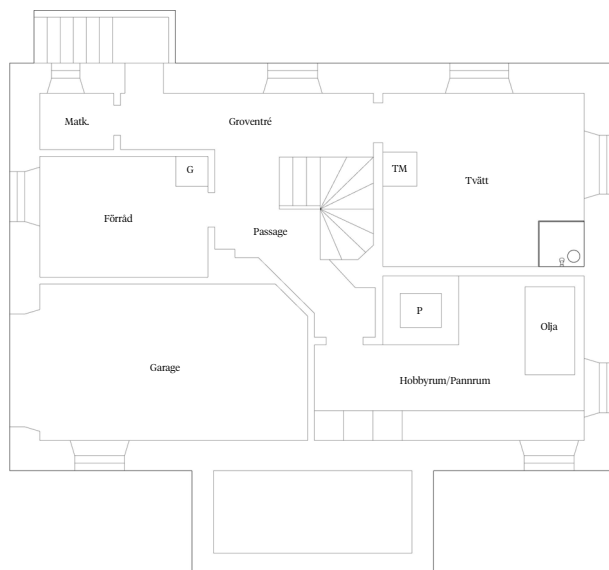 Matk.
Groventré
G
TM
Tvätt
Förråd
Passage
P
Olja
Garage
Hobbyrum/Pannrum